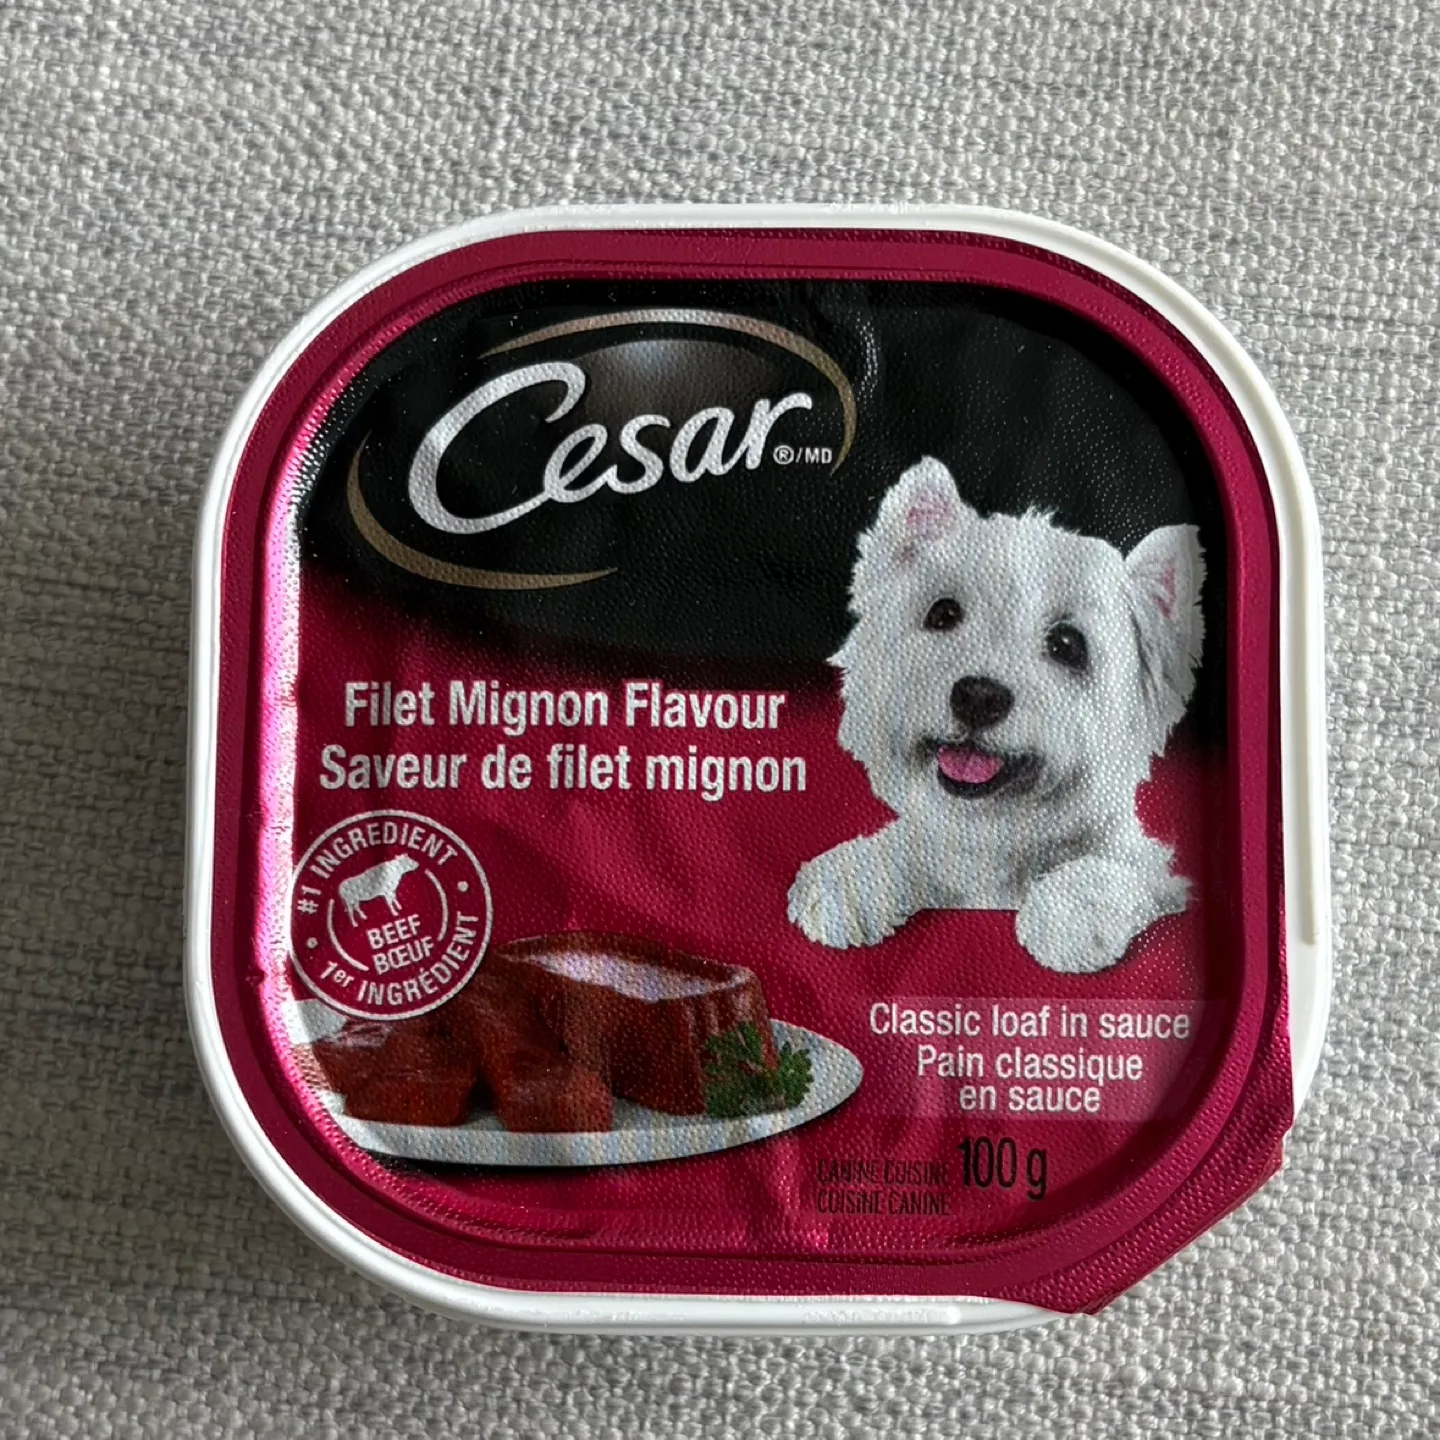 Cesar®/MD
Filet Mignon Flavour
Saveur de filet mignon
#1 INGREDIENT
BEEF
BŒUF
1er INGRÉDIENT
Classic loaf in sauce
Pain classique
en sauce
CANINE CUISINE
CUISINE CANINE
100 g